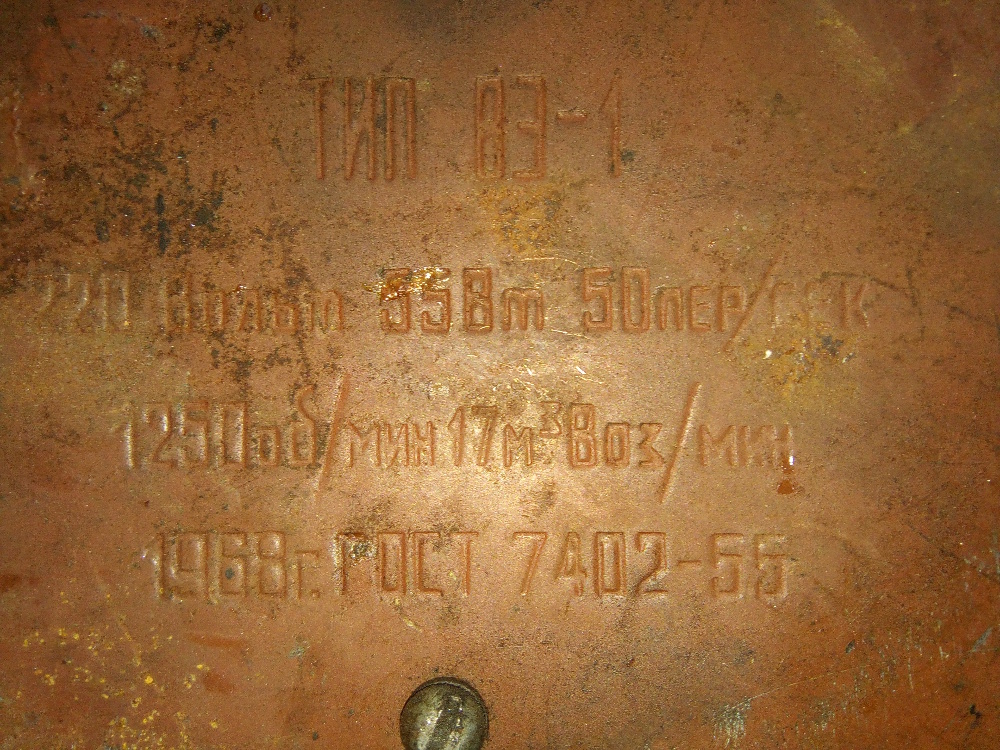 ТИП ВЭ-1
220 Вольт 55Вт 50пер/сек
1250об/мин 17м³Воз/мин
1968г. ГОСТ 7402-55